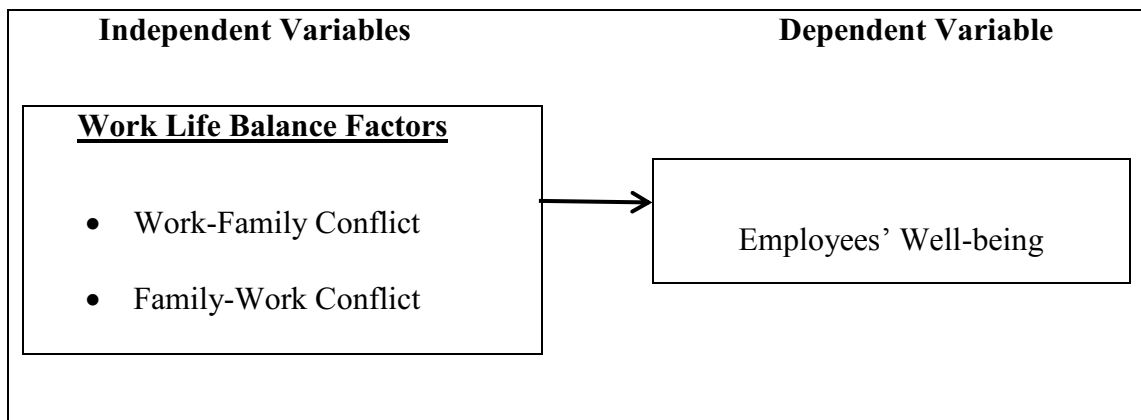 Independent Variables
Dependent Variable
Work Life Balance Factors
• Work-Family Conflict
• Family-Work Conflict
Employees’ Well-being